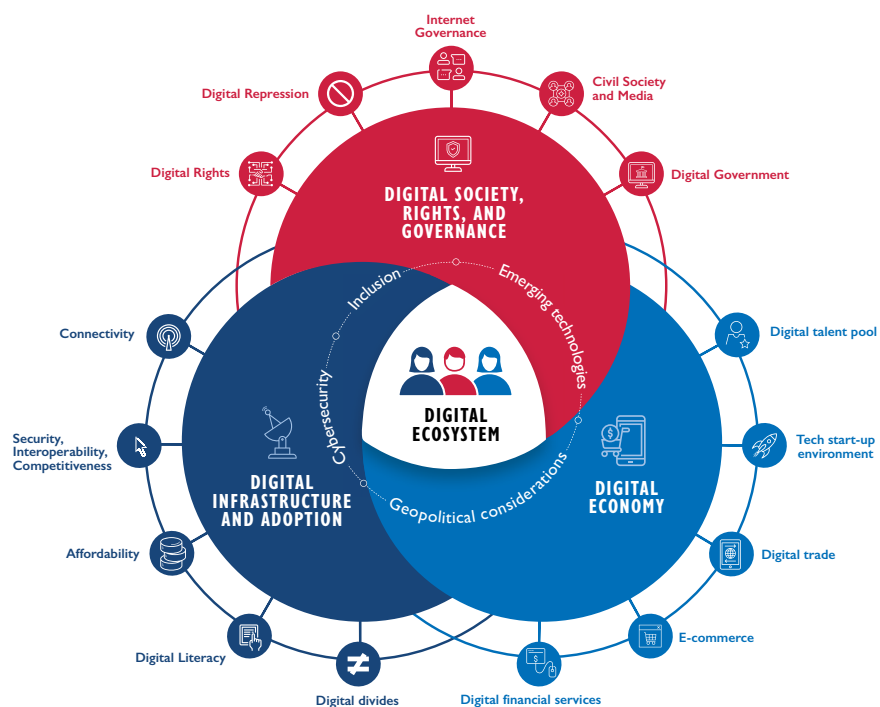 Internet
Governance
Digital Repression
Civil Society
and Media
Digital Rights
Digital Government
DIGITAL SOCIETY,
RIGHTS, AND
GOVERNANCE
Inclusion
Emerging technologies
Cybersecurity
Geopolitical considerations
DIGITAL
ECOSYSTEM
Connectivity
Security,
Interoperability,
Competitiveness
Affordability
Digital Literacy
Digital divides
DIGITAL
INFRASTRUCTURE
AND ADOPTION
DIGITAL
ECONOMY
Digital talent pool
Tech start-up
environment
Digital trade
E-commerce
Digital financial services